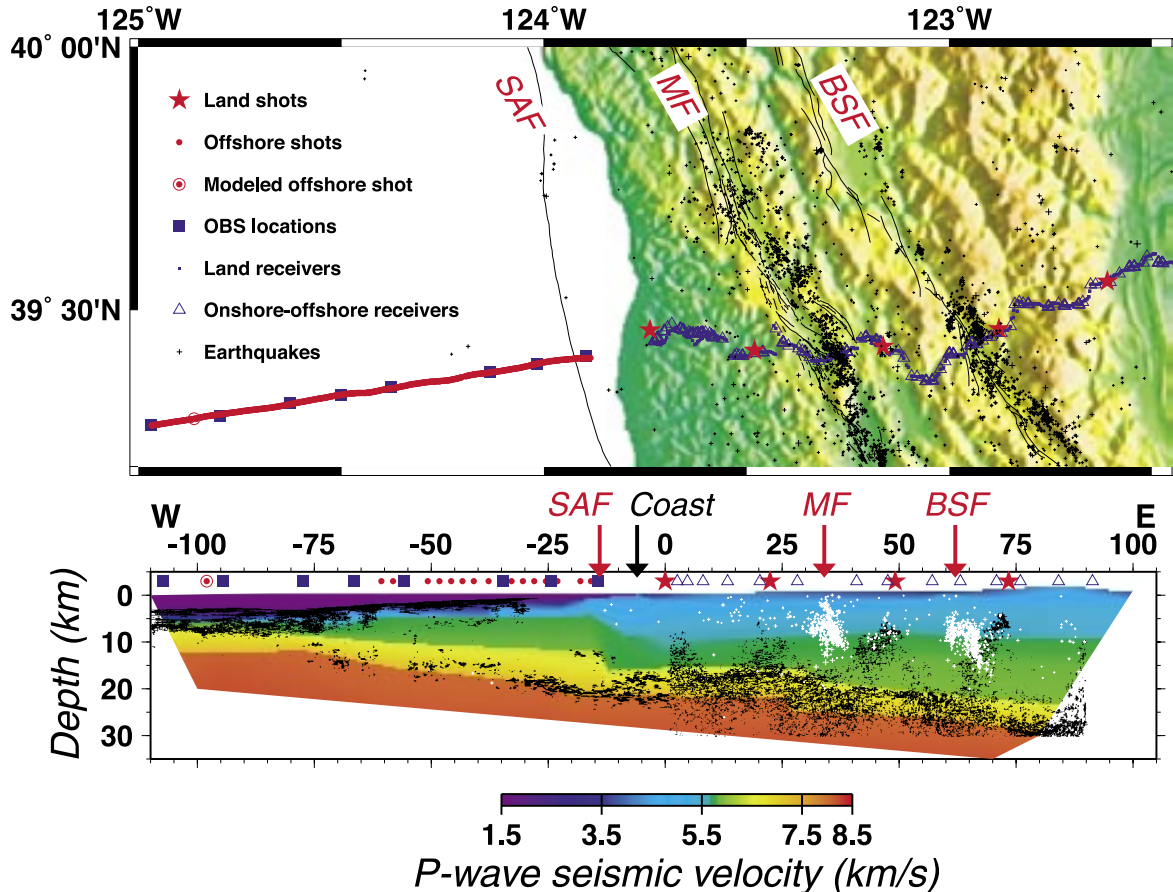 125˚W 124˚W 123˚W
40˚ 00'N
39˚ 30'N
SAF
MF
BSF
Land shots
Offshore shots
Modeled offshore shot
OBS locations
Land receivers
Onshore-offshore receivers
Earthquakes
SAF Coast MF BSF
W E
-100 -75 -50 -25 0 25 50 75 100
Depth (km)
0
10
20
30
1.5 3.5 5.5 7.5 8.5
P-wave seismic velocity (km/s)